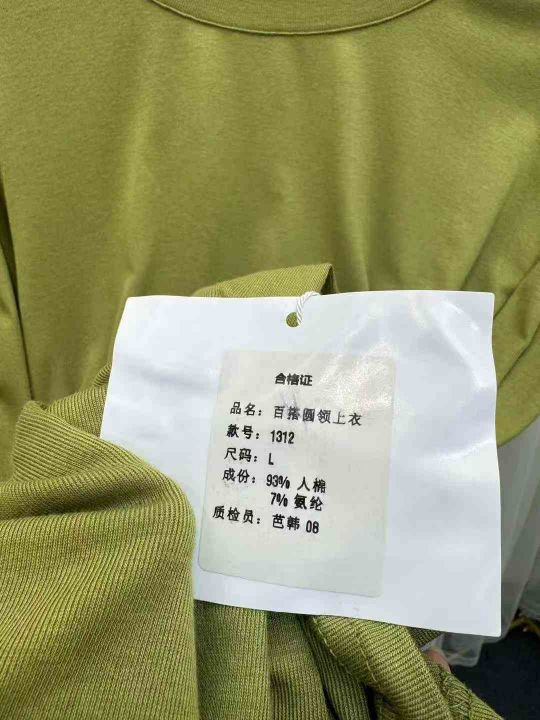 合格证
品名：百搭圆领上衣
款号：1312
尺码：L
成份：93% 人棉
7% 氨纶
质检员：芭韩 08